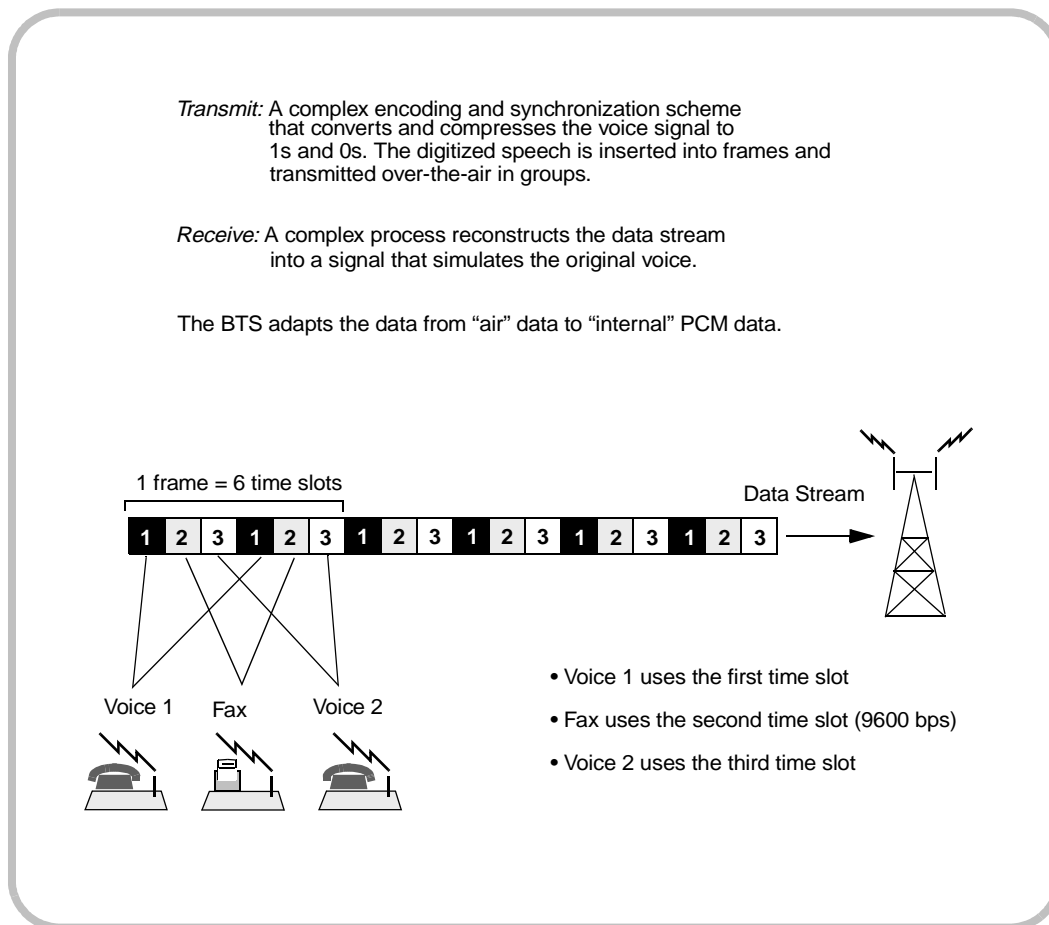 Transmit: A complex encoding and synchronization scheme
that converts and compresses the voice signal to
1s and 0s. The digitized speech is inserted into frames and
transmitted over-the-air in groups.
Receive: A complex process reconstructs the data stream
into a signal that simulates the original voice.
The BTS adapts the data from “air” data to “internal” PCM data.
1 frame = 6 time slots
Data Stream
1 2 3 1 2 3 1 2 3 1 2 3 1 2 3 1 2 3
Voice 1 Fax Voice 2
• Voice 1 uses the first time slot
• Fax uses the second time slot (9600 bps)
• Voice 2 uses the third time slot